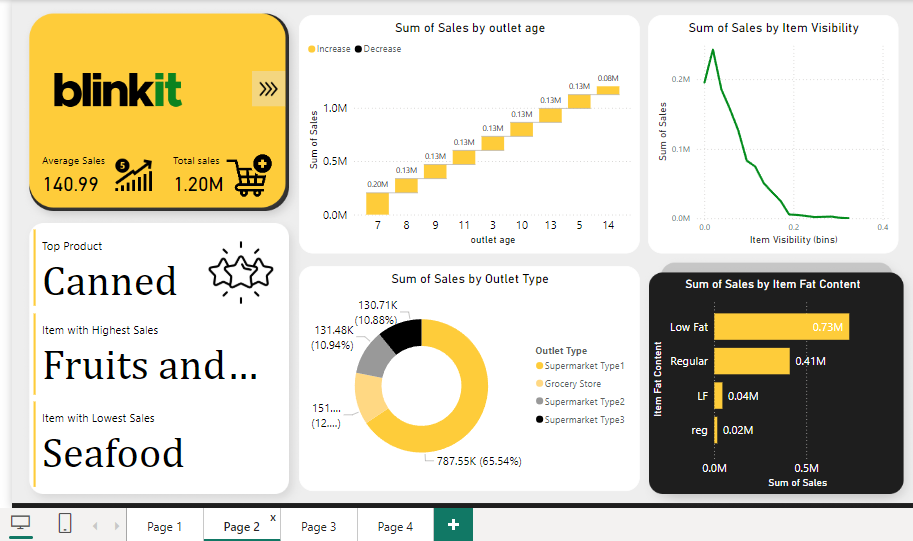 blinkit
Average Sales
140.99
5
Total sales
1.20M
Top Product
Canned
Item with Highest Sales
Fruits and...
Item with Lowest Sales
Seafood
Sum of Sales by outlet age
Increase Decrease
Sum of Sales
1.0M
0.5M
0.0M
0.20M
0.13M
0.13M
0.13M
0.13M
0.13M
0.13M
0.13M
0.08M
7 8 9 11 3 10 13 5 14
outlet age
Sum of Sales by Item Visibility
Sum of Sales
0.2M
0.1M
0.0M
0.0 0.2 0.4
Item Visibility (bins)
Sum of Sales by Outlet Type
130.71K
(10.88%)
131.48K
(10.94%)
151....
(12....)
787.55K (65.54%)
Outlet Type
Supermarket Type1
Grocery Store
Supermarket Type2
Supermarket Type3
Sum of Sales by Item Fat Content
Item Fat Content
Low Fat 0.73M
Regular 0.41M
LF 0.04M
reg 0.02M
0.0M 0.5M
Sum of Sales
Page 1
Page 2 x
Page 3
Page 4
+